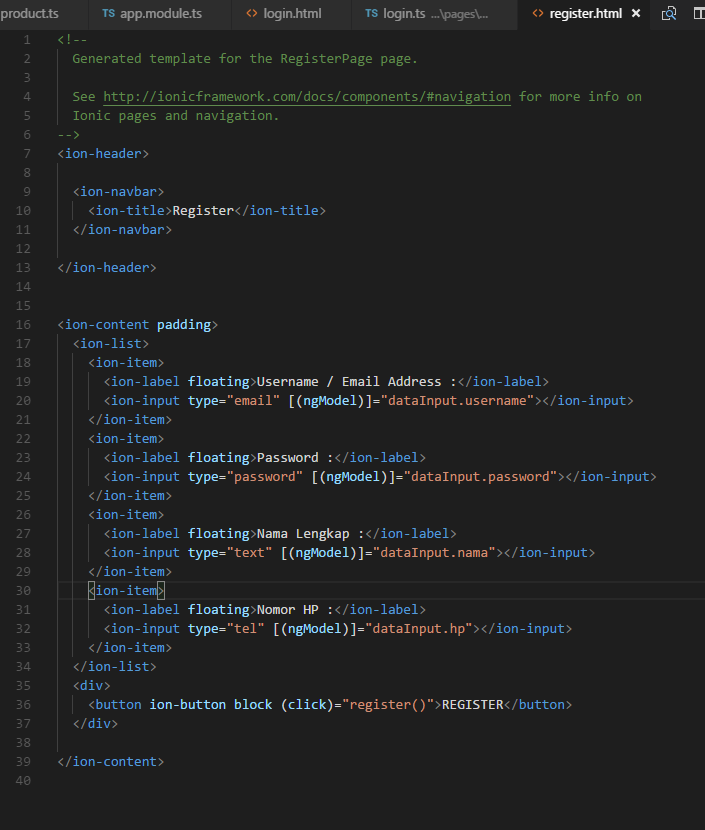 product.ts TS app.module.ts <> login.html TS login.ts ...\pages\... <> register.html ×
1 <!--
2 Generated template for the RegisterPage page.
3
4 See http://ionicframework.com/docs/components/#navigation for more info on
5 Ionic pages and navigation.
6 -->
7 <ion-header>
8
9 <ion-navbar>
10 <ion-title>Register</ion-title>
11 </ion-navbar>
12
13 </ion-header>
14
15
16 <ion-content padding>
17 <ion-list>
18 <ion-item>
19 <ion-label floating>Username / Email Address :</ion-label>
20 <ion-input type="email" [(ngModel)]="dataInput.username"></ion-input>
21 </ion-item>
22 <ion-item>
23 <ion-label floating>Password :</ion-label>
24 <ion-input type="password" [(ngModel)]="dataInput.password"></ion-input>
25 </ion-item>
26 <ion-item>
27 <ion-label floating>Nama Lengkap :</ion-label>
28 <ion-input type="text" [(ngModel)]="dataInput.nama"></ion-input>
29 </ion-item>
30 <ion-item>
31 <ion-label floating>Nomor HP :</ion-label>
32 <ion-input type="tel" [(ngModel)]="dataInput.hp"></ion-input>
33 </ion-item>
34 </ion-list>
35 <div>
36 <button ion-button block (click)="register()">REGISTER</button>
37 </div>
38
39 </ion-content>
40